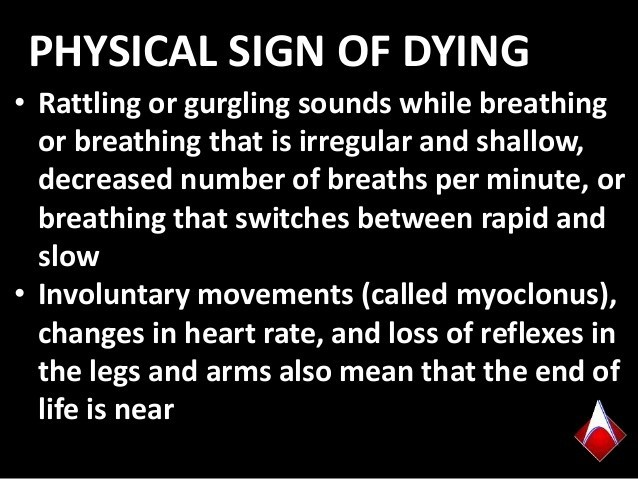 PHYSICAL SIGN OF DYING
• Rattling or gurgling sounds while breathing
or breathing that is irregular and shallow,
decreased number of breaths per minute, or
breathing that switches between rapid and
slow
• Involuntary movements (called myoclonus),
changes in heart rate, and loss of reflexes in
the legs and arms also mean that the end of
life is near